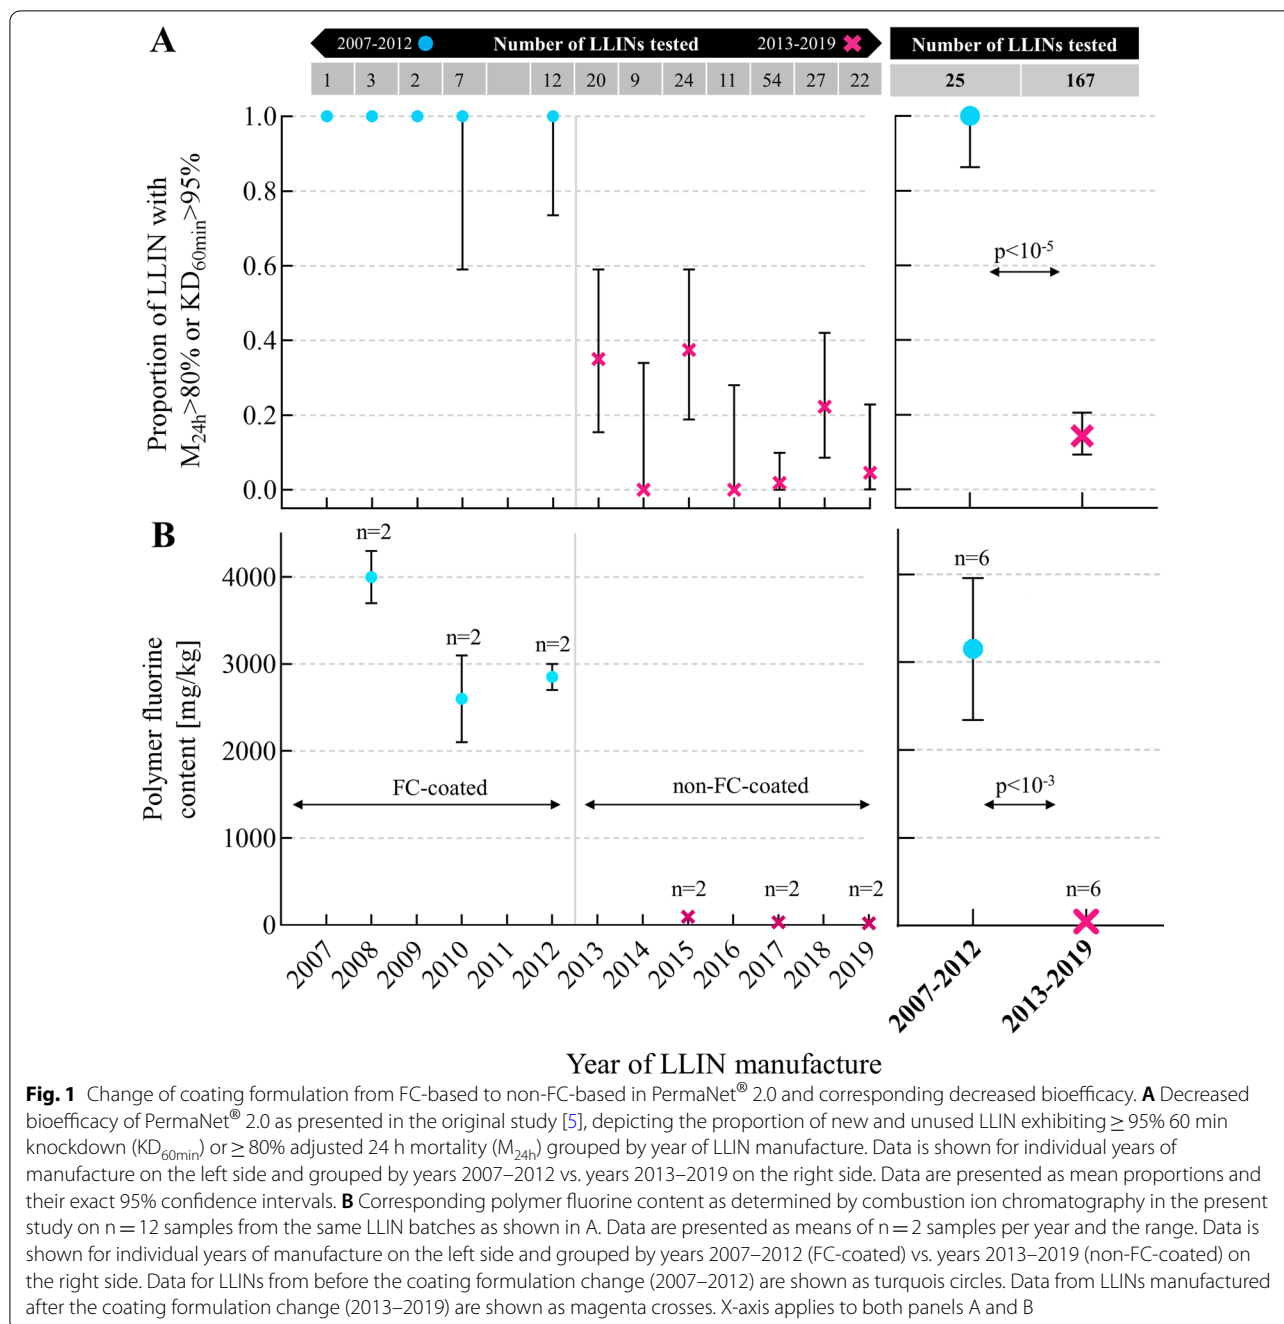 A
2007-2012 Number of LLINs tested 2013-2019
Number of LLINs tested
1 3 2 7 12 20 9 24 11 54 27 22
25 167
Proportion of LLIN with
M24h>80% or KD60min>95%
1.0
0.8
0.6
0.4
0.2
0.0
p<10-5
B
Polymer fluorine
content [mg/kg]
4000
3000
2000
1000
0
n=2
n=2
n=2
FC-coated
non-FC-coated
n=2
n=2
n=2
n=6
p<10-3
n=6
2007 2008 2009 2010 2011 2012 2013 2014 2015 2016 2017 2018 2019
2007-2012 2013-2019
Year of LLIN manufacture
Fig. 1 Change of coating formulation from FC-based to non-FC-based in PermaNet® 2.0 and corresponding decreased bioefficacy. A Decreased
bioefficacy of PermaNet® 2.0 as presented in the original study [5], depicting the proportion of new and unused LLIN exhibiting ≥ 95% 60 min
knockdown (KD60min) or ≥ 80% adjusted 24 h mortality (M24h) grouped by year of LLIN manufacture. Data is shown for individual years of
manufacture on the left side and grouped by years 2007–2012 vs. years 2013–2019 on the right side. Data are presented as mean proportions and
their exact 95% confidence intervals. B Corresponding polymer fluorine content as determined by combustion ion chromatography in the present
study on n = 12 samples from the same LLIN batches as shown in A. Data are presented as means of n = 2 samples per year and the range. Data is
shown for individual years of manufacture on the left side and grouped by years 2007–2012 (FC-coated) vs. years 2013–2019 (non-FC-coated) on
the right side. Data for LLINs from before the coating formulation change (2007–2012) are shown as turquois circles. Data from LLINs manufactured
after the coating formulation change (2013–2019) are shown as magenta crosses. X-axis applies to both panels A and B